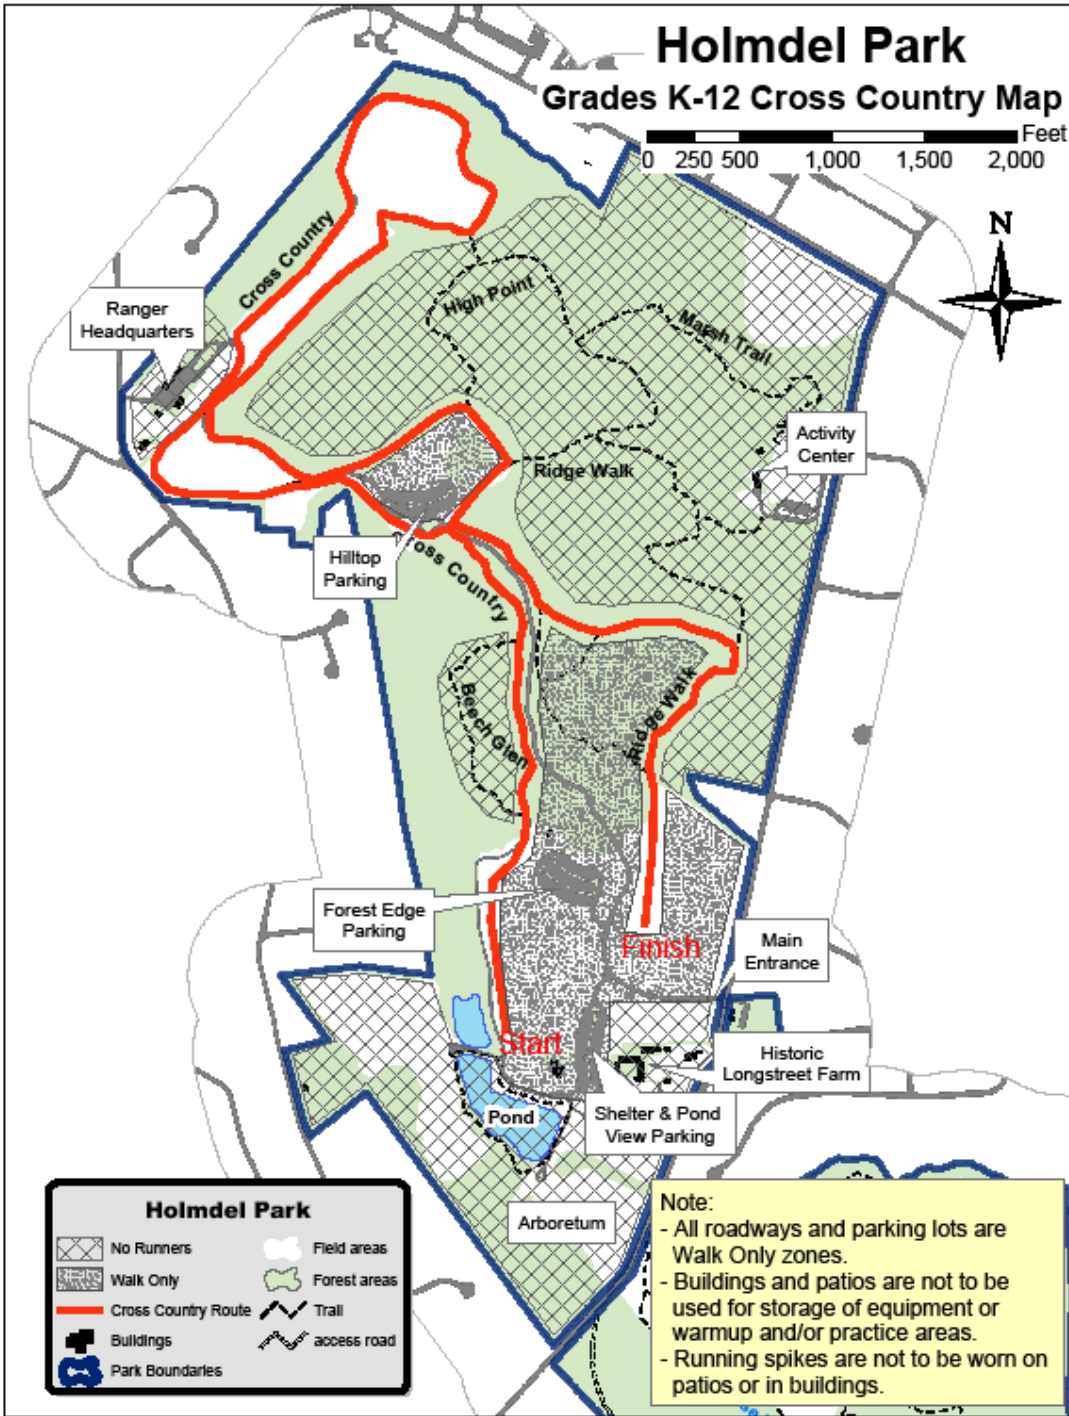 Holmdel Park
Grades K-12 Cross Country Map
Feet
0 250 500 1,000 1,500 2,000
N
Cross Country
Ranger
Headquarters
High Point
Marsh Trail
Activity
Center
Ridge Walk
Hilltop
Parking
Cross Country
Beech Glen
Ridge Walk
Forest Edge
Parking
Finish
Main
Entrance
Start
Historic
Longstreet Farm
Pond
Shelter & Pond
View Parking
Arboretum
Holmdel Park
No Runners
Field areas
Walk Only
Forest areas
Cross Country Route
Trail
Buildings
access road
Park Boundaries
Note:
- All roadways and parking lots are
Walk Only zones.
- Buildings and patios are not to be
used for storage of equipment or
warmup and/or practice areas.
- Running spikes are not to be worn on
patios or in buildings.